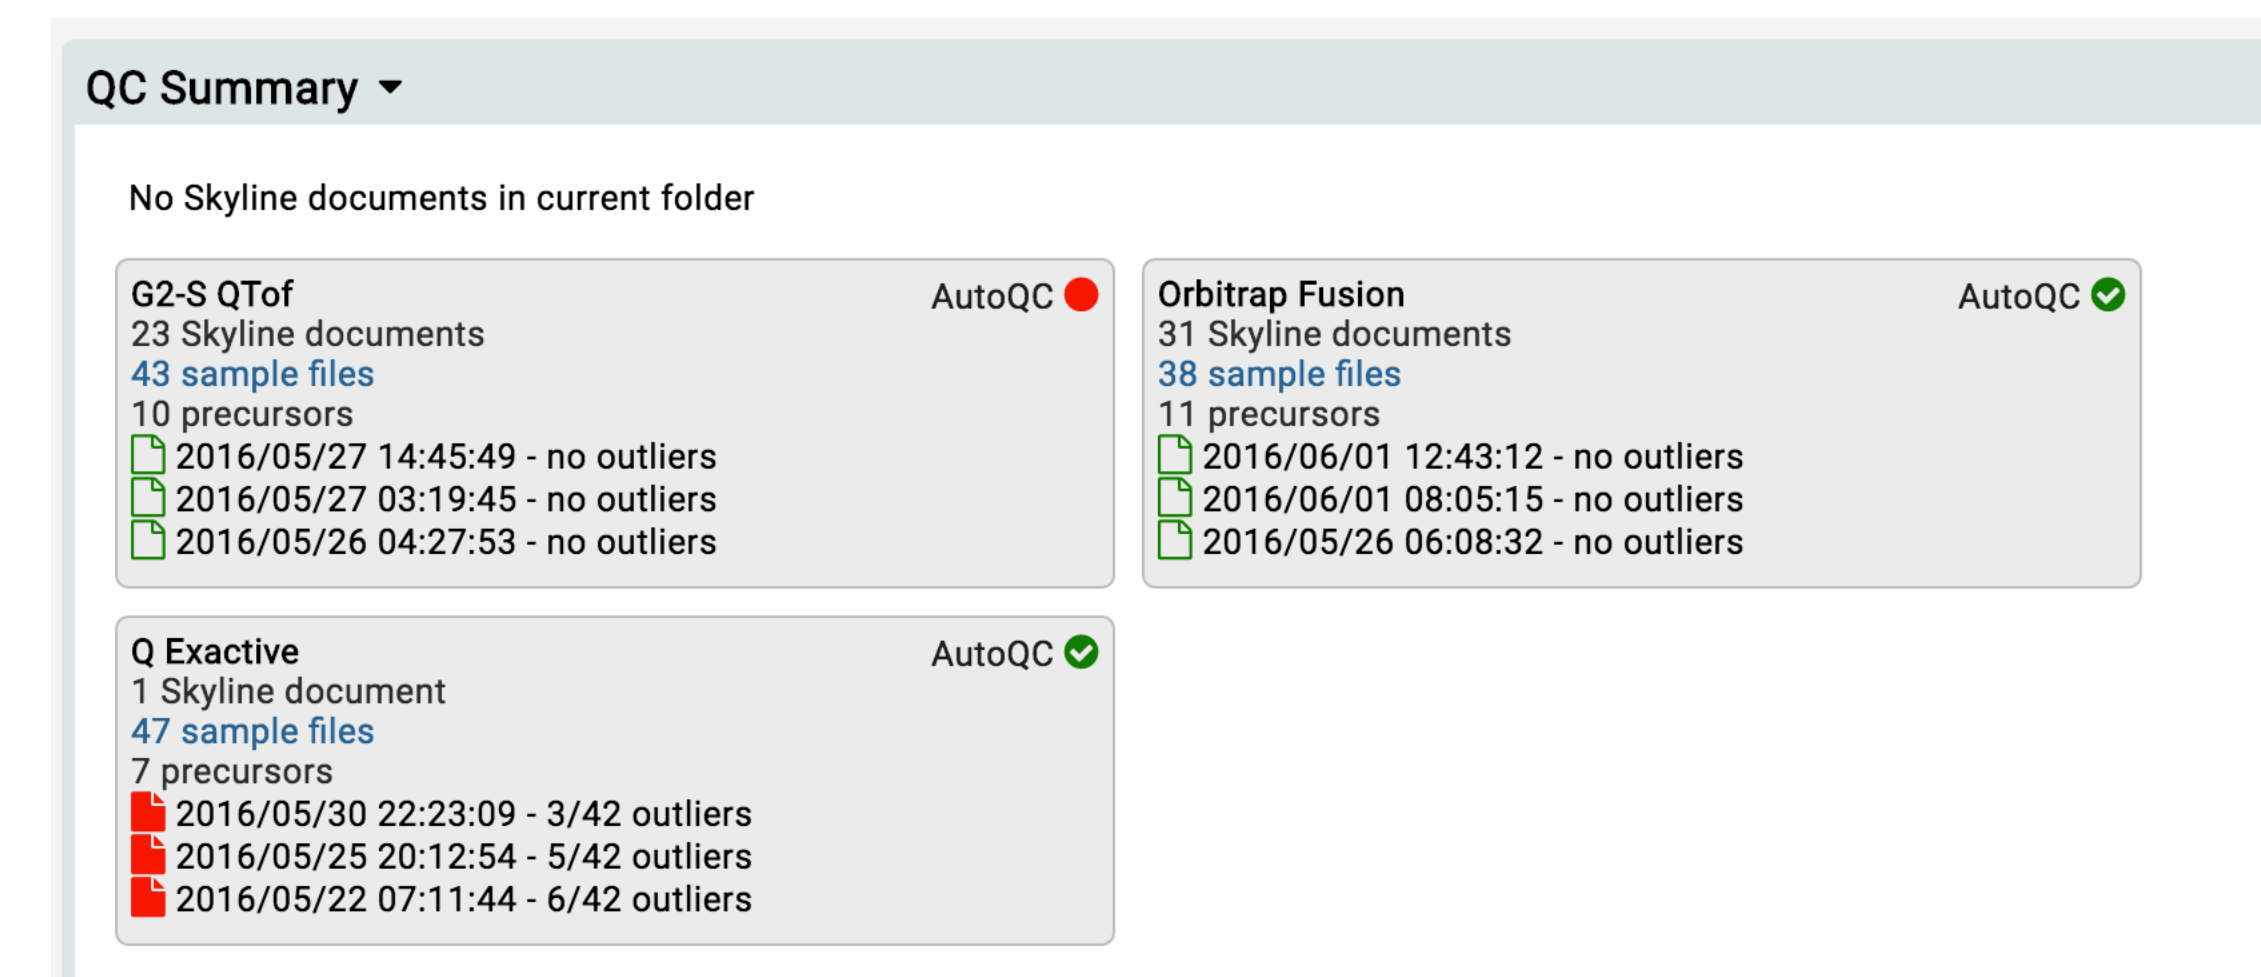 QC Summary
No Skyline documents in current folder
G2-S QTof AutoQC
23 Skyline documents
43 sample files
10 precursors
2016/05/27 14:45:49 - no outliers
2016/05/27 03:19:45 - no outliers
2016/05/26 04:27:53 - no outliers
Orbitrap Fusion AutoQC
31 Skyline documents
38 sample files
11 precursors
2016/06/01 12:43:12 - no outliers
2016/06/01 08:05:15 - no outliers
2016/05/26 06:08:32 - no outliers
Q Exactive AutoQC
1 Skyline document
47 sample files
7 precursors
2016/05/30 22:23:09 - 3/42 outliers
2016/05/25 20:12:54 - 5/42 outliers
2016/05/22 07:11:44 - 6/42 outliers